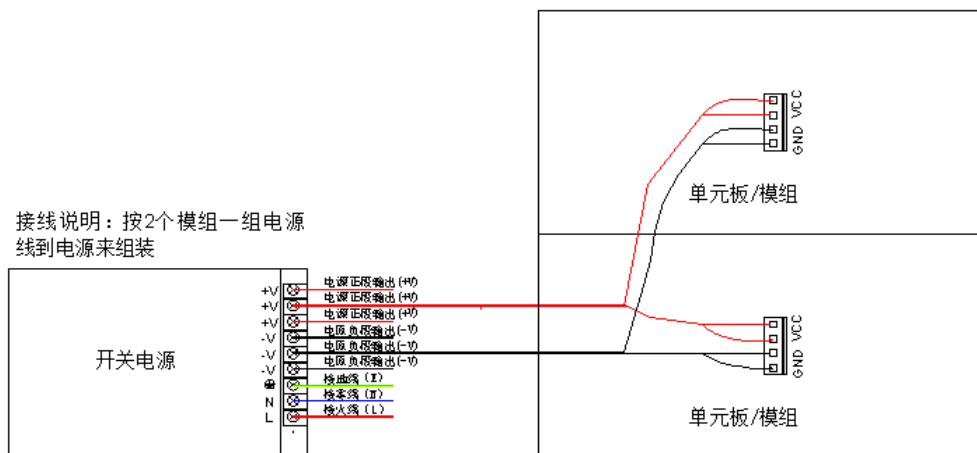 VCC
GND
单元板/模组
接线说明：按2个模组一组电源
线到电源来组装
+V 电源正极输出(+V)
+V 电源正极输出(+V)
+V 电源正极输出(+V)
-V 电源负极输出(-V)
-V 电源负极输出(-V)
-V 电源负极输出(-V)
接地线(E)
N 接零线(N)
L 接火线(L)
开关电源
VCC
GND
单元板/模组